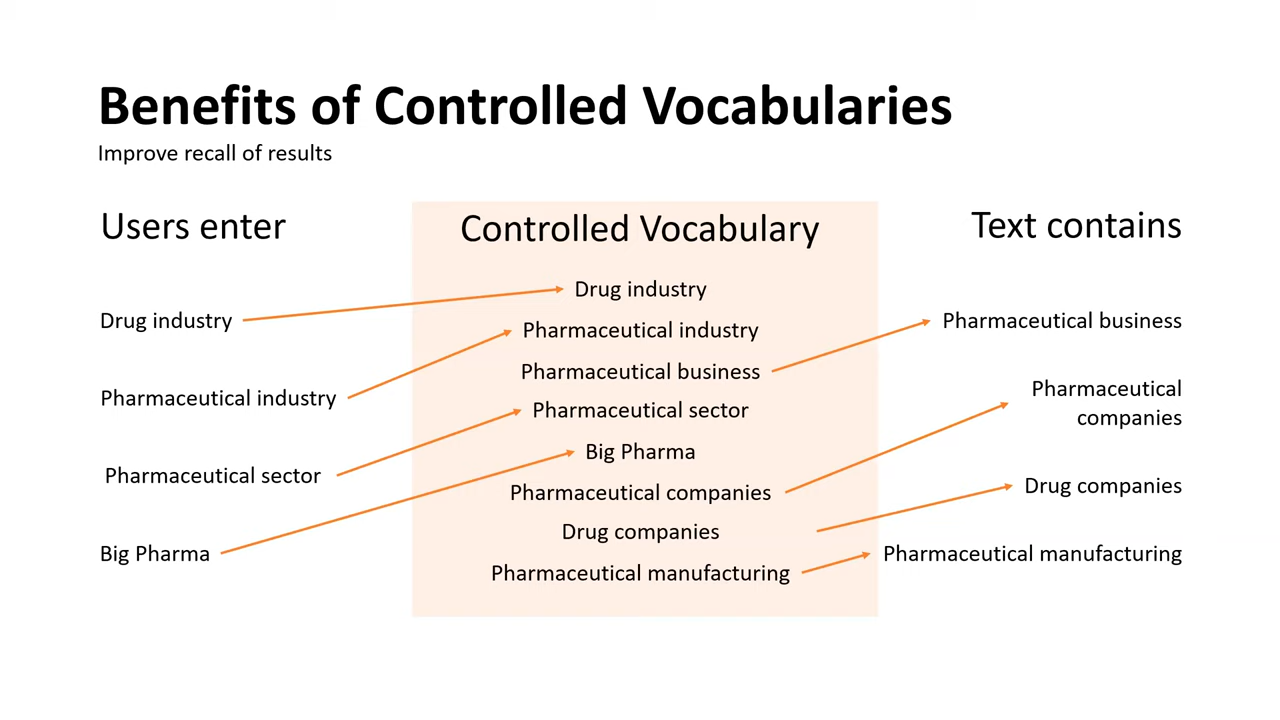 Benefits of Controlled Vocabularies
Improve recall of results
Users enter
Drug industry
Pharmaceutical industry
Pharmaceutical sector
Big Pharma
Controlled Vocabulary
Drug industry
Pharmaceutical industry
Pharmaceutical business
Pharmaceutical sector
Big Pharma
Pharmaceutical companies
Drug companies
Pharmaceutical manufacturing
Text contains
Pharmaceutical business
Pharmaceutical
companies
Drug companies
Pharmaceutical manufacturing